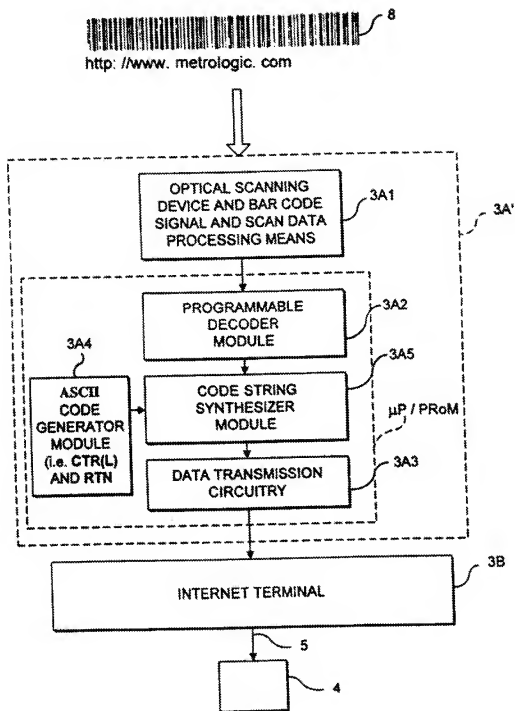 8
http: //www. metrologic. com
OPTICAL SCANNING
DEVICE AND BAR CODE
SIGNAL AND SCAN DATA
PROCESSING MEANS
3A1
3A'
PROGRAMMABLE
DECODER
MODULE
3A2
3A4
ASCII
CODE
GENERATOR
MODULE
(i.e. CTR(L)
AND RTN
CODE STRING
SYNTHESIZER
MODULE
3A5
µP / PRoM
DATA TRANSMISSION
CIRCUITRY
3A3
INTERNET TERMINAL
3B
5
4